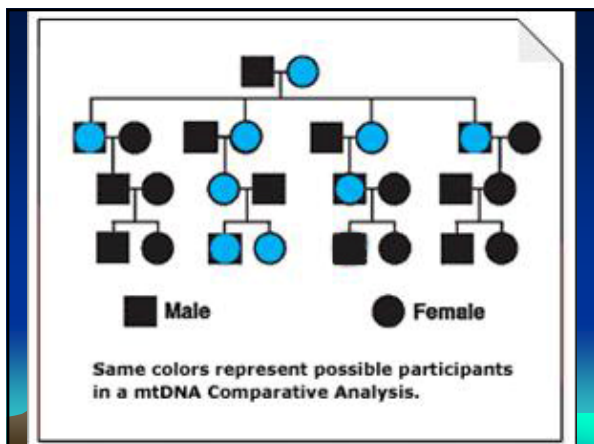 Male
Female
Same colors represent possible participants
in a mtDNA Comparative Analysis.